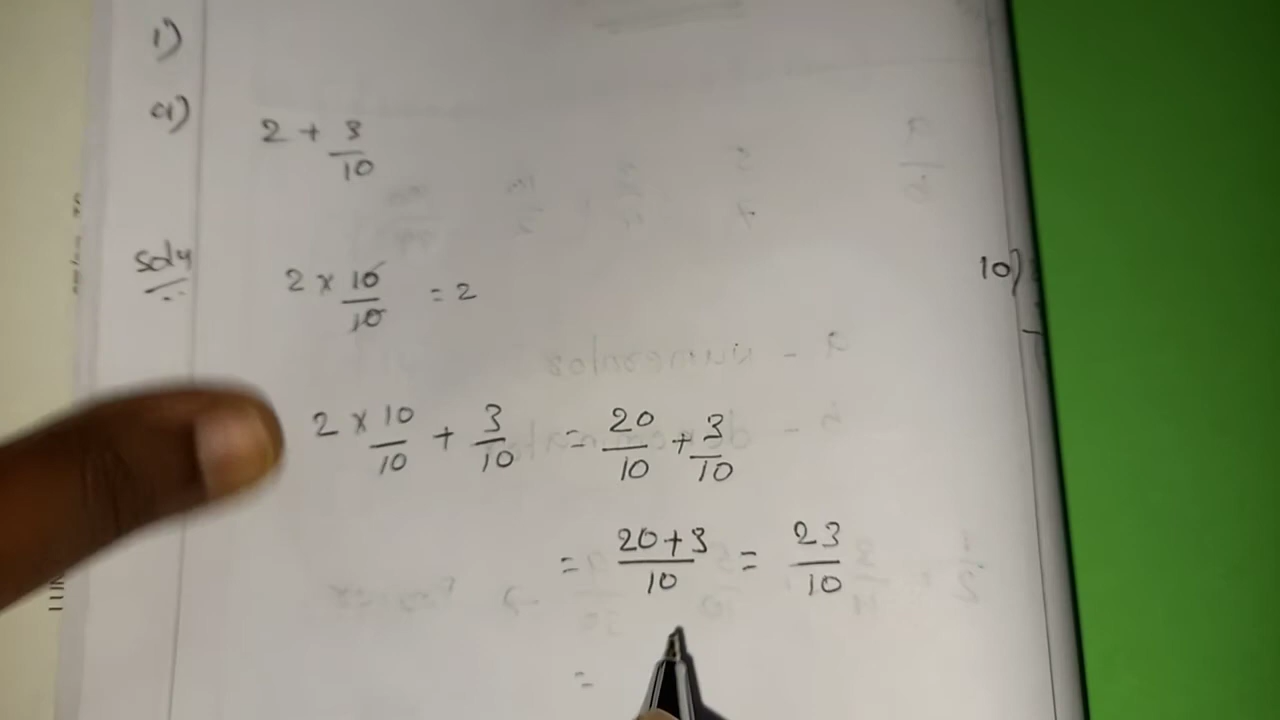 1)
a)
2 + 3/10
Soln
2 × 10/10 = 2
10)
2 × 10/10 + 3/10 = 20/10 + 3/10
= 20+3/10 = 23/10
=